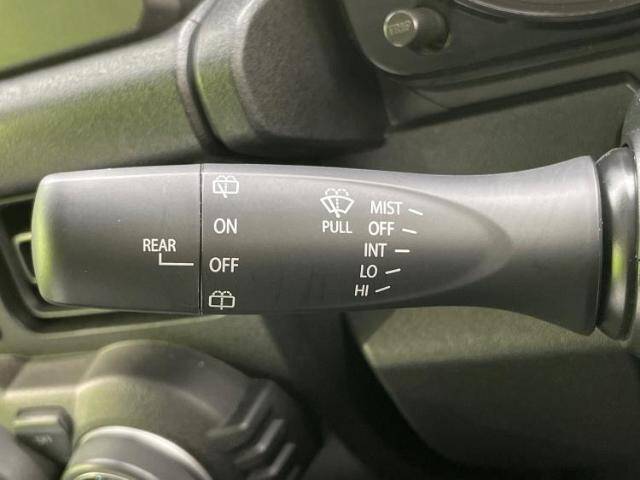 REAR
ON
OFF
PULL
MIST
OFF
INT
LO
HI